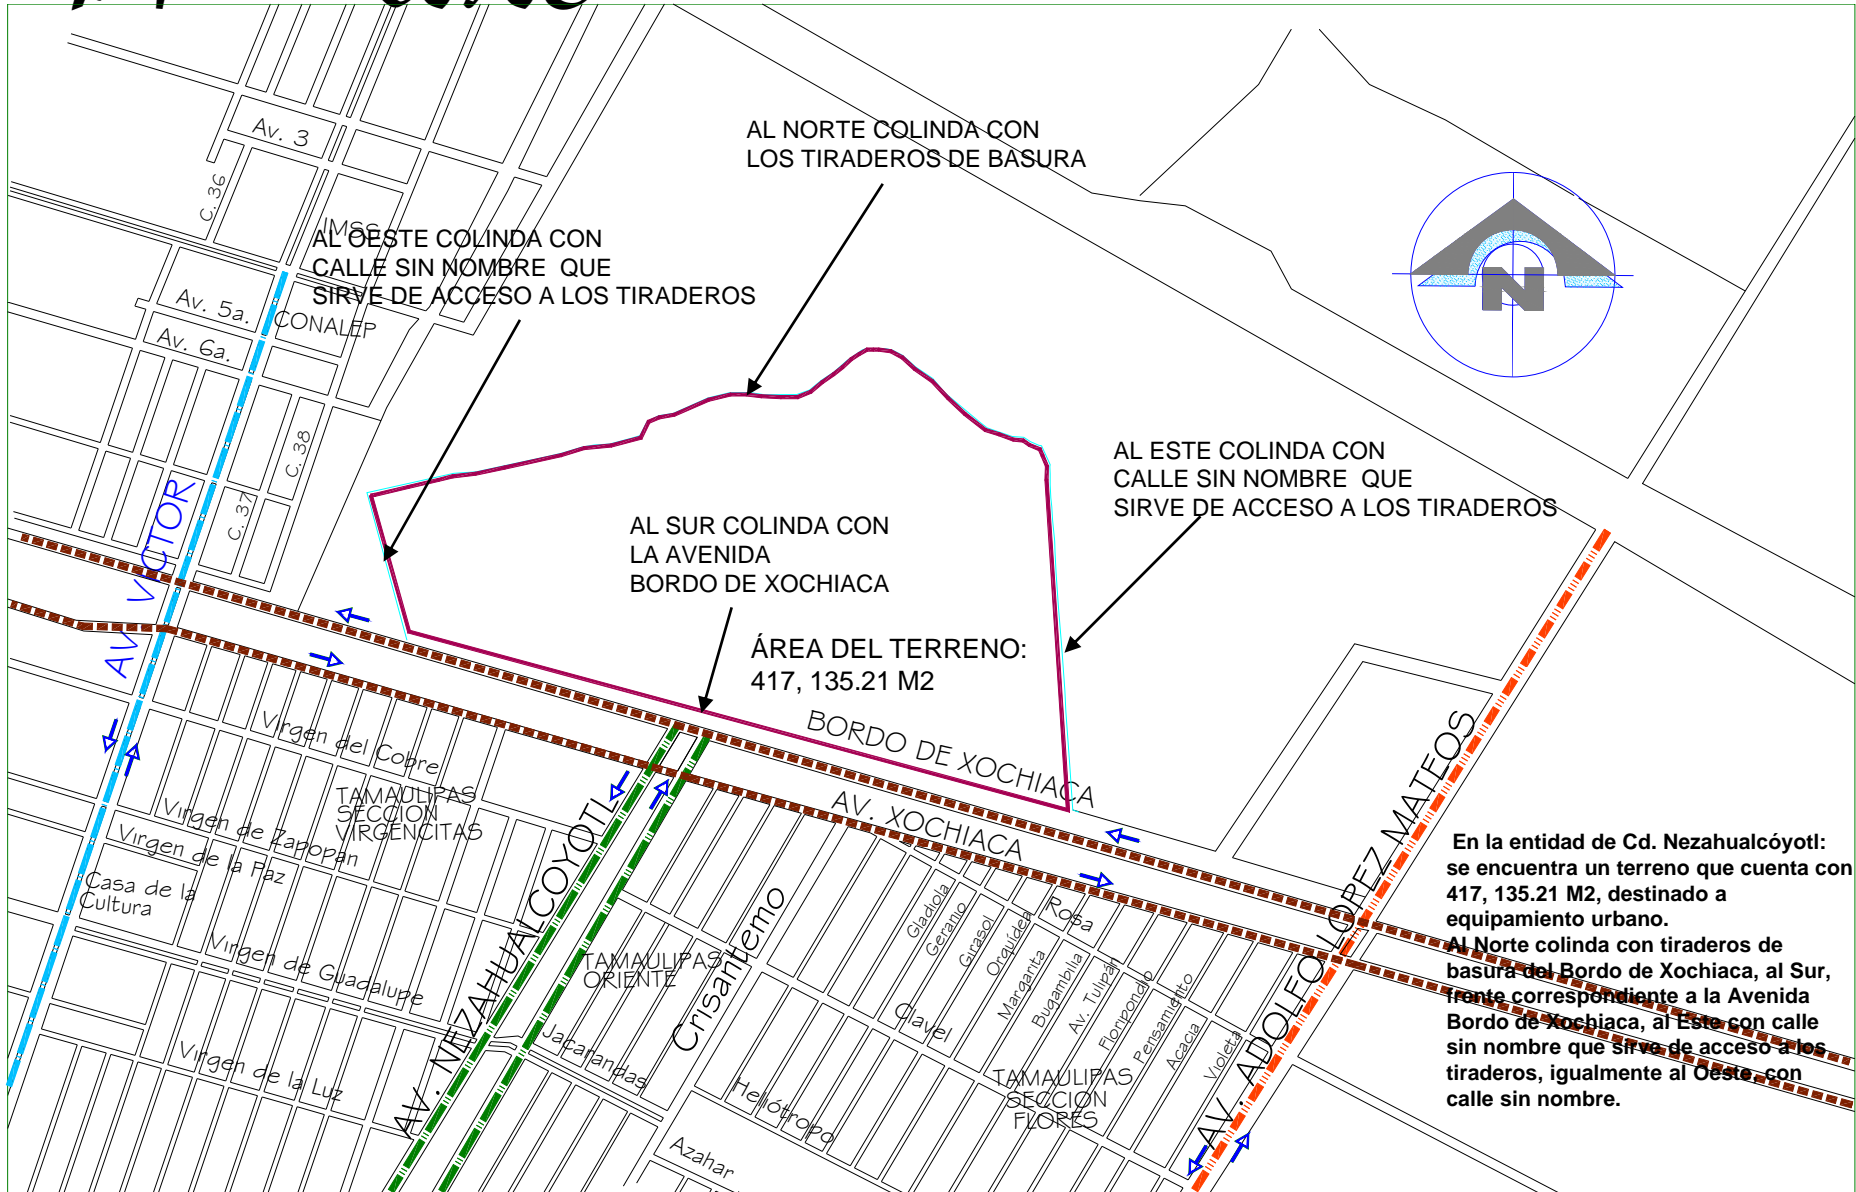 Av. 3
C. 36
IMSS
AL NORTE COLINDA CON
LOS TIRADEROS DE BASURA
AL OESTE COLINDA CON
CALLE SIN NOMBRE QUE
SIRVE DE ACCESO A LOS TIRADEROS
N
Av. 5a.
CONALEP
Av. 6a.
C. 38
C. 37
AV. VICTOR
AL ESTE COLINDA CON
CALLE SIN NOMBRE QUE
SIRVE DE ACCESO A LOS TIRADEROS
AL SUR COLINDA CON
LA AVENIDA
BORDO DE XOCHIACA
ÁREA DEL TERRENO:
417, 135.21 M2
BORDO DE XOCHIACA
AV. XOCHIACA
Virgen del Cobre
TAMAULIPAS
SECCION
VIRGENCITAS
Virgen de Zapopan
Virgen de la Paz
Casa de la
Cultura
Virgen de Guadalupe
Virgen de la Luz
AV. NEZAHUALCOYOTL
TAMAULIPAS
ORIENTE
Crisantemo
Jacarandas
Heliótropo
Azahar
Gladiola
Geranio
Girasol
Orquídea
Rosa
Margarita
Bugambilia
Av. Tulipán
Floripondio
Pensamiento
Acacia
Violeta
Clavel
TAMAULIPAS
SECCION
FLORES
AV. ADOLFO LOPEZ MATEOS
En la entidad de Cd. Nezahualcóyotl:
se encuentra un terreno que cuenta con
417, 135.21 M2, destinado a
equipamiento urbano.
Al Norte colinda con tiraderos de
basura del Bordo de Xochiaca, al Sur,
frente correspondiente a la Avenida
Bordo de Xochiaca, al Este con calle
sin nombre que sirve de acceso a los
tiraderos, igualmente al Oeste, con
calle sin nombre.